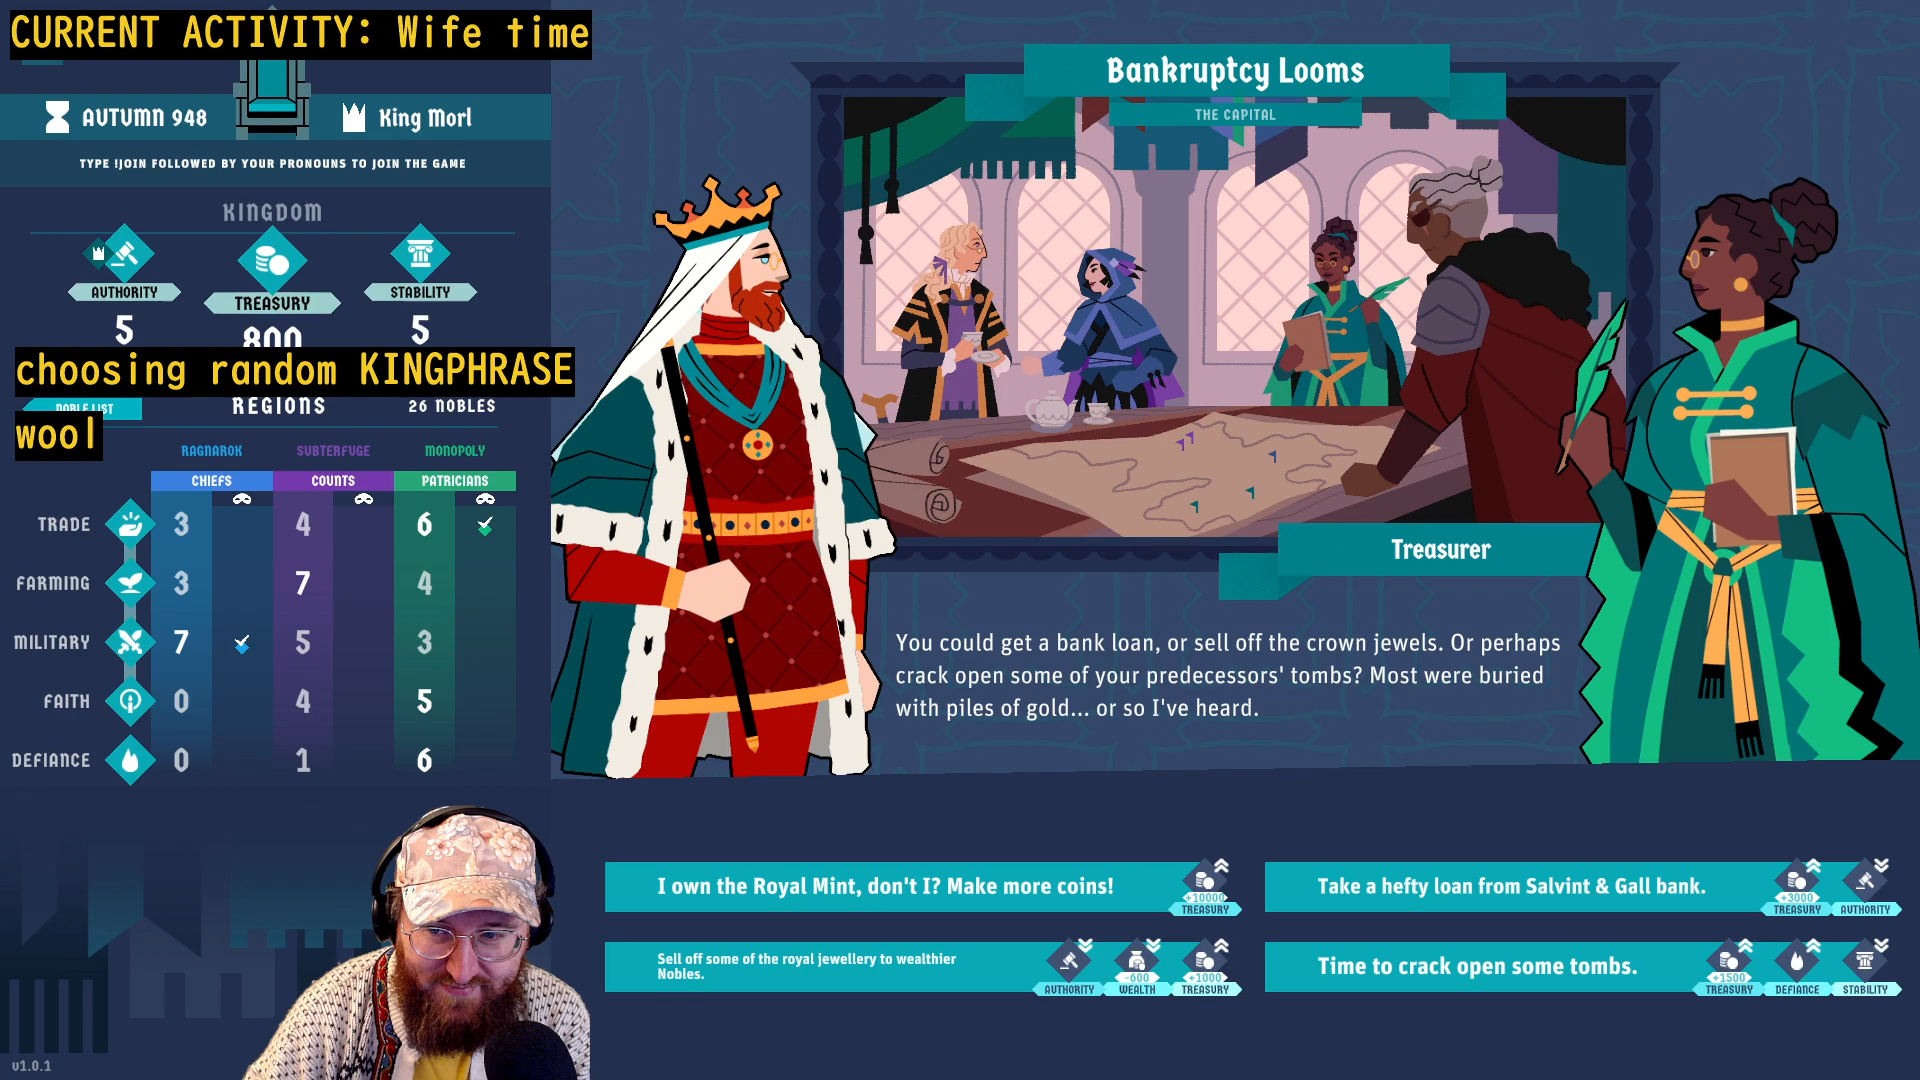 CURRENT ACTIVITY: Wife time
AUTUMN 948
King Morl
TYPE !JOIN FOLLOWED BY YOUR PRONOUNS TO JOIN THE GAME
KINGDOM
AUTHORITY
TREASURY
STABILITY
5
800
5
choosing random KINGPHRASE
wool
NOBLE LIST
REGIONS
26 NOBLES
RAGNAROK
SUBTERFUGE
MONOPOLY
CHIEFS
COUNTS
PATRICIANS
TRADE 3 4 6
FARMING 3 7 4
MILITARY 7 5 3
FAITH 0 4 5
DEFIANCE 0 1 6
v1.0.1
Bankruptcy Looms
THE CAPITAL
Treasurer
You could get a bank loan, or sell off the crown jewels. Or perhaps
crack open some of your predecessors' tombs? Most were buried
with piles of gold... or so I've heard.
I own the Royal Mint, don't I? Make more coins!
+10000
TREASURY
Take a hefty loan from Salvint & Gall bank.
+3000
TREASURY
AUTHORITY
Sell off some of the royal jewellery to wealthier
Nobles.
-600
+1000
AUTHORITY
WEALTH
TREASURY
Time to crack open some tombs.
+1500
TREASURY
DEFIANCE
STABILITY